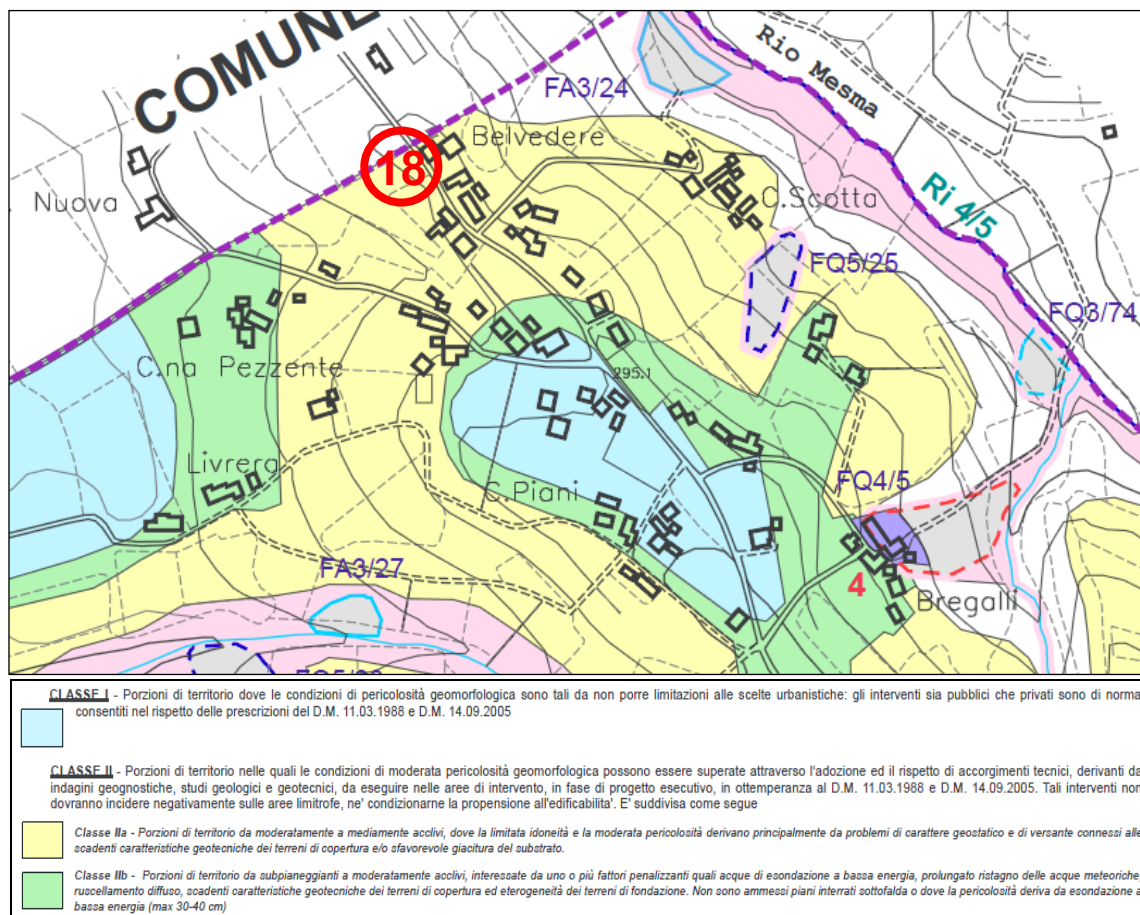 COMUNE
Rio Mesma
FA3/24
Belvedere
18
. Nuova
C.Scotta
Ri 4/5
FQ5/25
FQ3/74
C.na Pezzente
295.1
Livrera
C.Piani
FQ4/5
FA3/27
4
Bregalli
CLASSE I - Porzioni di territorio dove le condizioni di pericolosità geomorfologica sono tali da non porre limitazioni alle scelte urbanistiche: gli interventi sia pubblici che privati sono di norma
consentiti nel rispetto delle prescrizioni del D.M. 11.03.1988 e D.M. 14.09.2005
CLASSE II - Porzioni di territorio nelle quali le condizioni di moderata pericolosità geomorfologica possono essere superate attraverso l'adozione ed il rispetto di accorgimenti tecnici, derivanti da
indagini geognostiche, studi geologici e geotecnici, da eseguire nelle aree di intervento, in fase di progetto esecutivo, in ottemperanza al D.M. 11.03.1988 e D.M. 14.09.2005. Tali interventi non
dovranno incidere negativamente sulle aree limitrofe, ne' condizionarne la propensione all'edificabilita'. E' suddivisa come segue
Classe IIa - Porzioni di territorio da moderatamente a mediamente acclivi, dove la limitata idoneità e la moderata pericolosità derivano principalmente da problemi di carattere geostatico e di versante connessi alle
scadenti caratteristiche geotecniche dei terreni di copertura e/o sfavorevole giacitura del substrato.
Classe IIb - Porzioni di territorio da subpianeggianti a moderatamente acclivi, interessate da uno o più fattori penalizzanti quali acque di esondazione a bassa energia, prolungato ristagno delle acque meteoriche,
ruscellamento diffuso, scadenti caratteristiche geotecniche dei terreni di copertura ed eterogeneità dei terreni di fondazione. Non sono ammessi piani interrati sottofalda o dove la pericolosità deriva da esondazione a
bassa energia (max 30-40 cm)